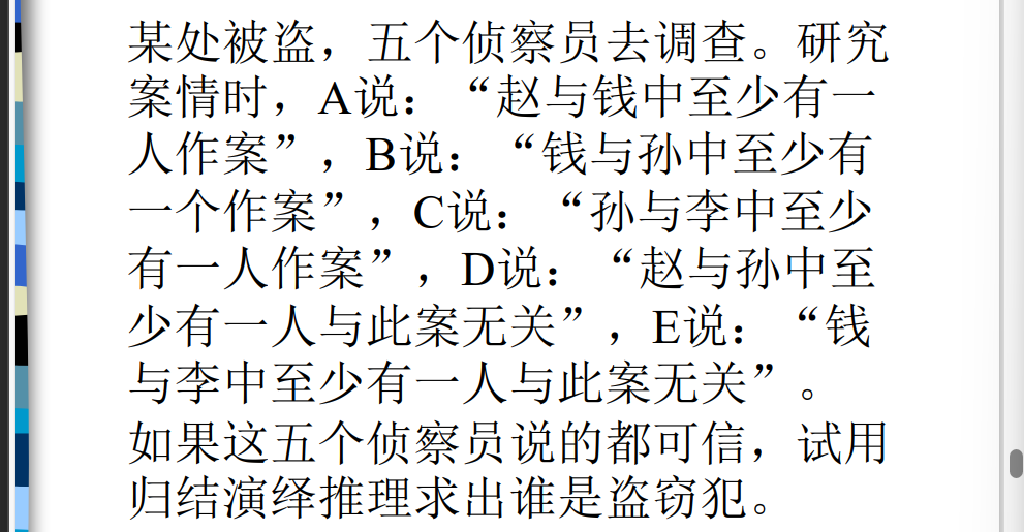 某处被盗，五个侦察员去调查。研究
案情时，A说：“赵与钱中至少有一
人作案”，B说：“钱与孙中至少有
一个作案”，C说：“孙与李中至少
有一人作案”，D说：“赵与孙中至
少有一人与此案无关”，E说：“钱
与李中至少有一人与此案无关”。
如果这五个侦察员说的都可信，试用
归结演绎推理求出谁是盗窃犯。